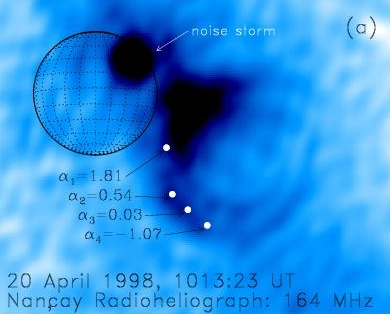 (a)
noise storm
α₁=1.81
α₂=0.54
α₃=0.03
α₄=−1.07
20 April 1998, 1013:23 UT
Nançay Radioheliograph: 164 MHz